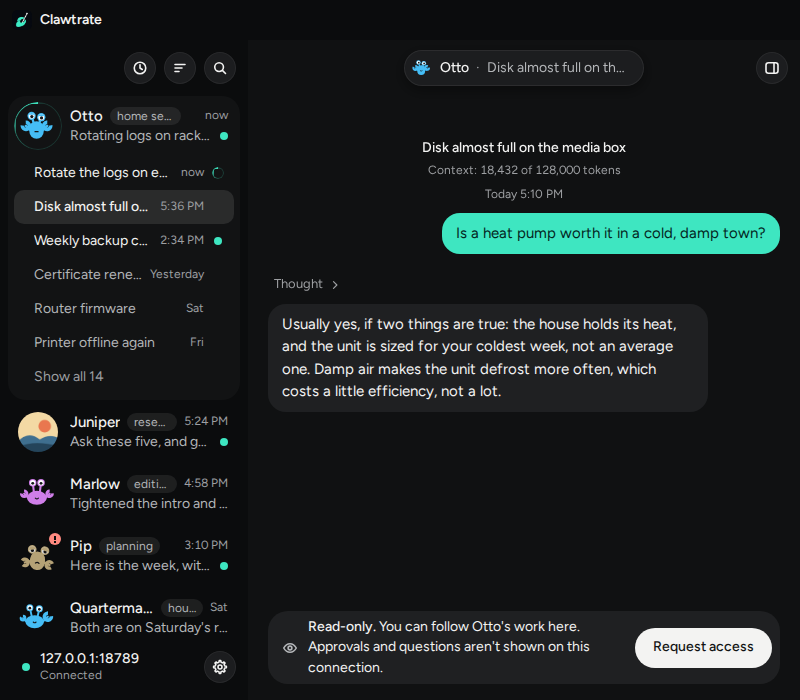 Clawtrate
Otto · Disk almost full on th...
Otto home se... now
Rotating logs on rack...
Rotate the logs on e... now
Disk almost full o... 5:36 PM
Weekly backup c... 2:34 PM
Certificate rene... Yesterday
Router firmware Sat
Printer offline again Fri
Show all 14
Juniper rese... 5:24 PM
Ask these five, and g...
Marlow editi... 4:58 PM
Tightened the intro and ...
Pip planning 3:10 PM
Here is the week, wit...
Quarterma... hou... Sat
Both are on Saturday's r...
127.0.0.1:18789
Connected
Disk almost full on the media box
Context: 18,432 of 128,000 tokens
Today 5:10 PM
Is a heat pump worth it in a cold, damp town?
Thought
Usually yes, if two things are true: the house holds its heat,
and the unit is sized for your coldest week, not an average
one. Damp air makes the unit defrost more often, which
costs a little efficiency, not a lot.
Read-only. You can follow Otto's work here.
Approvals and questions aren't shown on this
connection.
Request access